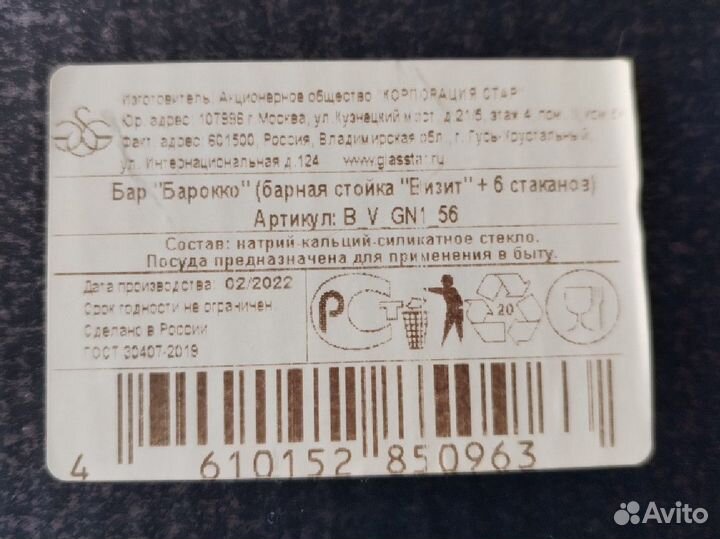 Изготовитель: Акционерное общество "КОРПОРАЦИЯ СТАР
Юр. адрес: 107996 г.Москва, ул.Кузнецкий мост, д.21/5, этаж 4, пом.
Факт. адрес: 601500, Россия, Владимирская обл., г. Гусь-Хрустальный,
ул. Интернациональная д.124 www.glasstar.ru
Бар "Барокко" (барная стойка "Визит" + 6 стаканов)
Артикул: B_V_GN1_56
Состав: натрий-кальций-силикатное стекло.
Посуда предназначена для применения в быту.
Дата производства: 02/2022
Срок годности не ограничен
Сделано в России
ГОСТ 30407-2019
РСТ
20
4 610152 850963
Avito